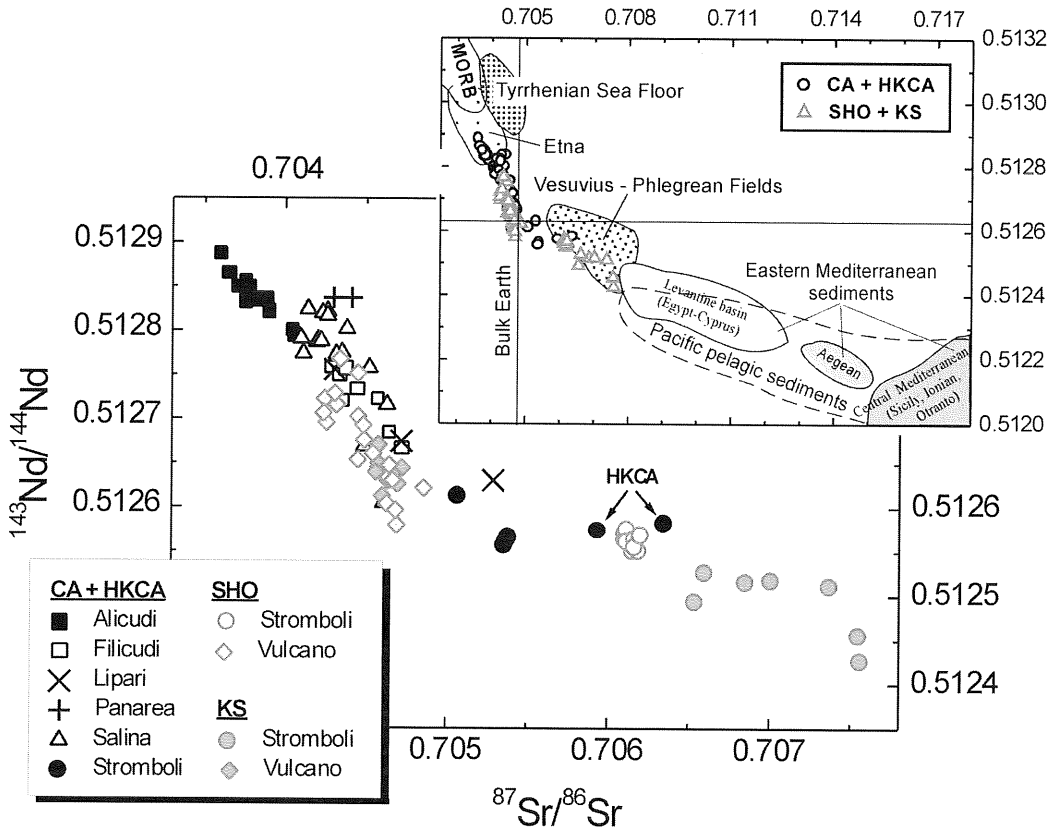 0.705 0.708 0.711 0.714 0.717
0.5132
0.5130
0.5128
0.5126
0.5124
0.5122
0.5120
MORB
Tyrrhenian Sea Floor
CA + HKCA
SHO + KS
Etna
Vesuvius - Phlegrean Fields
Bulk Earth
Eastern Mediterranean
sediments
Levantine basin
(Egypt-Cyprus)
Aegean
Pacific pelagic sediments
Central Mediterranean
(Sicily, Ionian,
Otranto)
0.704
0.5129
0.5128
0.5127
0.5126
¹⁴³Nd/¹⁴⁴Nd
HKCA
0.5126
0.5125
0.5124
CA + HKCA
Alicudi
Filicudi
Lipari
Panarea
Salina
Stromboli
SHO
Stromboli
Vulcano
KS
Stromboli
Vulcano
0.705 0.706 0.707
⁸⁷Sr/⁸⁶Sr